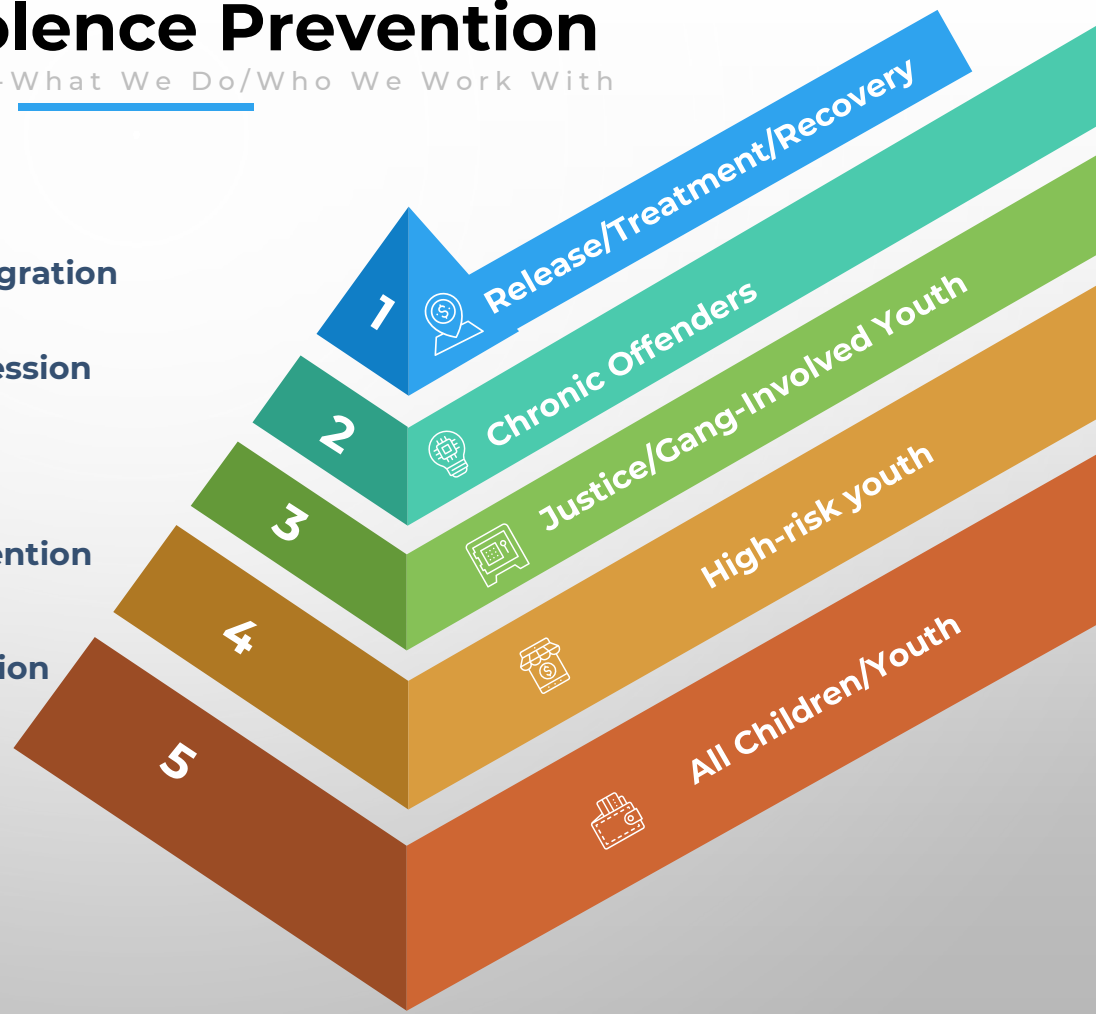 olence Prevention
-What We Do/Who We Work With
Release/Treatment/Recovery
1
gration
Chronic Offenders
2
ession
Justice/Gang-Involved Youth
3
High-risk youth
4
ention
All Children/Youth
5
ion